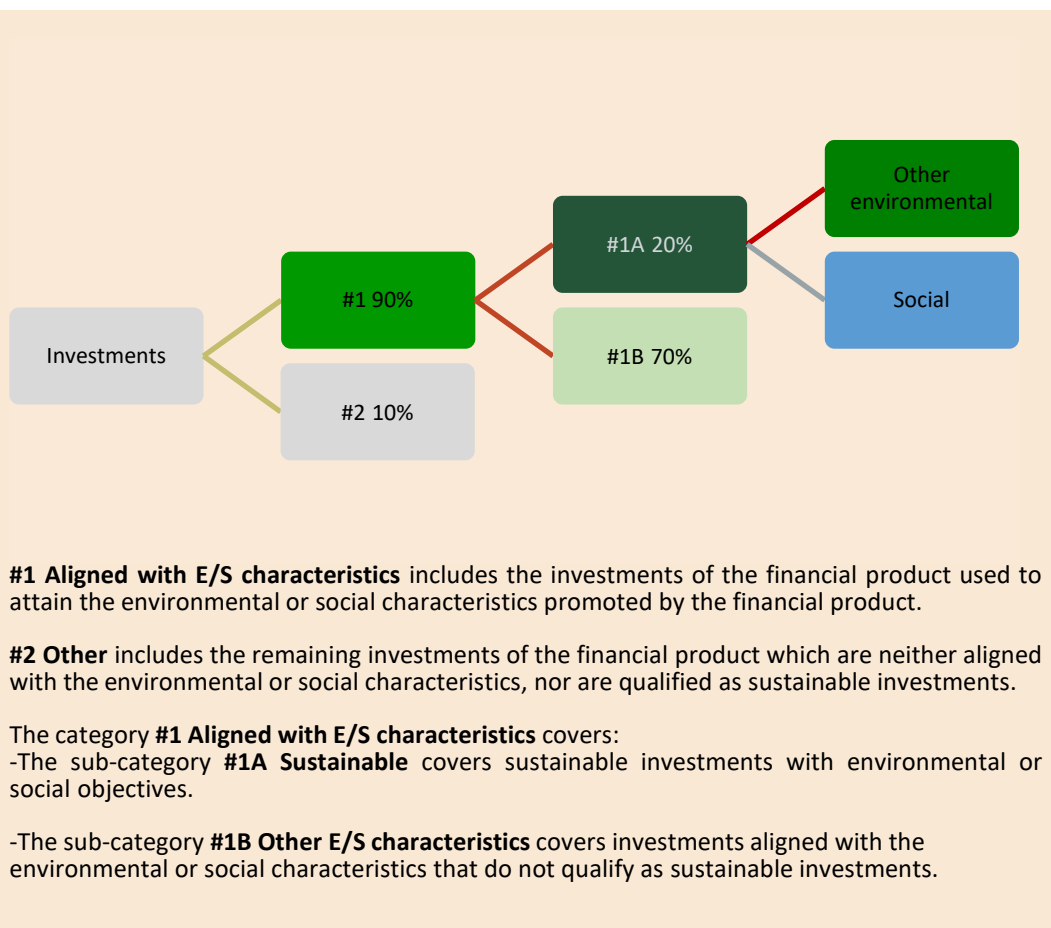 Other
environmental
#1A 20%
#1 90%
Social
Investments
#1B 70%
#2 10%
#1 Aligned with E/S characteristics includes the investments of the financial product used to
attain the environmental or social characteristics promoted by the financial product.
#2 Other includes the remaining investments of the financial product which are neither aligned
with the environmental or social characteristics, nor are qualified as sustainable investments.
The category #1 Aligned with E/S characteristics covers:
-The sub-category #1A Sustainable covers sustainable investments with environmental or
social objectives.
-The sub-category #1B Other E/S characteristics covers investments aligned with the
environmental or social characteristics that do not qualify as sustainable investments.